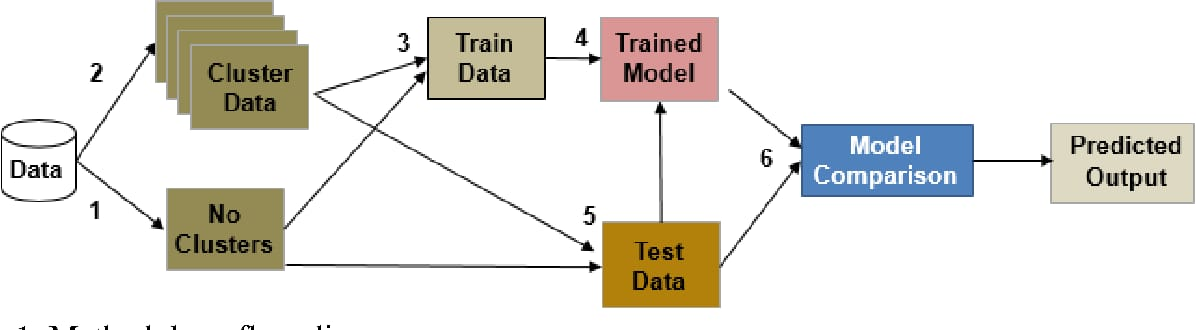 2
3
4
Cluster
Data
Train
Data
Trained
Model
Data
1
No
Clusters
5
Test
Data
6
Model
Comparison
Predicted
Output